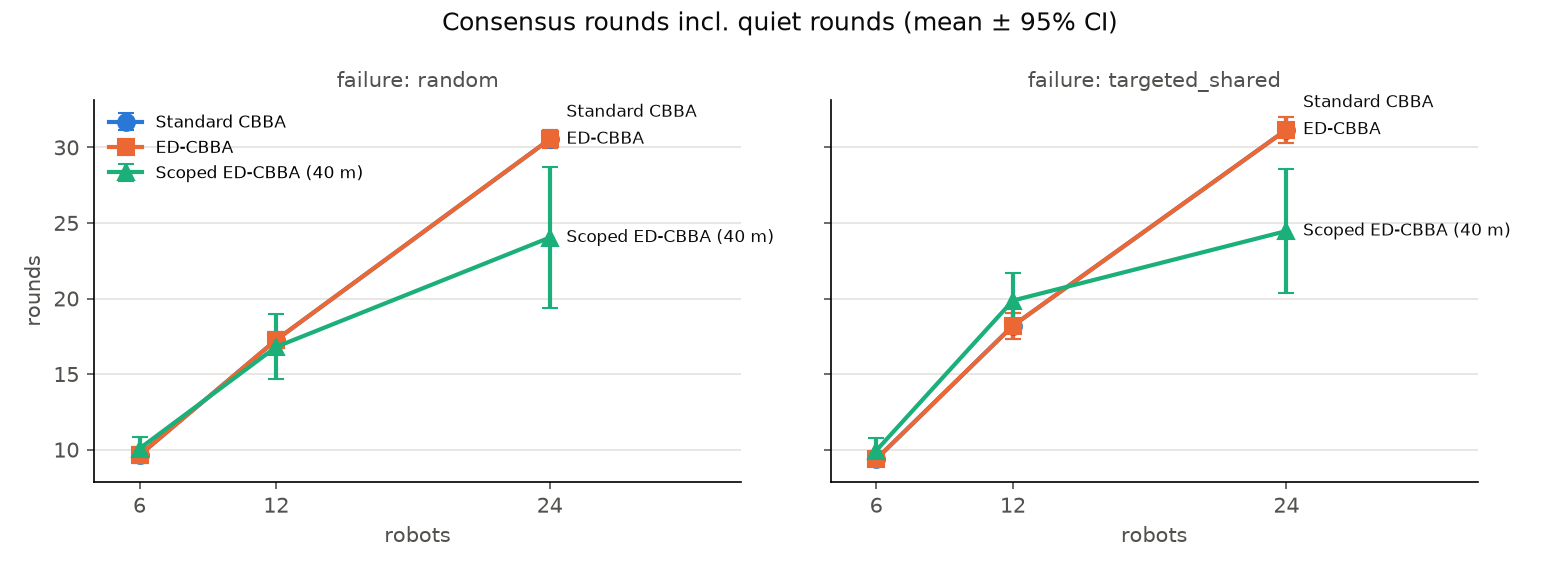 Consensus rounds incl. quiet rounds (mean ± 95% CI)
failure: random
Standard CBBA
ED-CBBA
Scoped ED-CBBA (40 m)
Standard CBBA
ED-CBBA
Scoped ED-CBBA (40 m)
30
25
20
15
10
rounds
6
12
24
robots
failure: targeted_shared
Standard CBBA
ED-CBBA
Scoped ED-CBBA (40 m)
6
12
24
robots